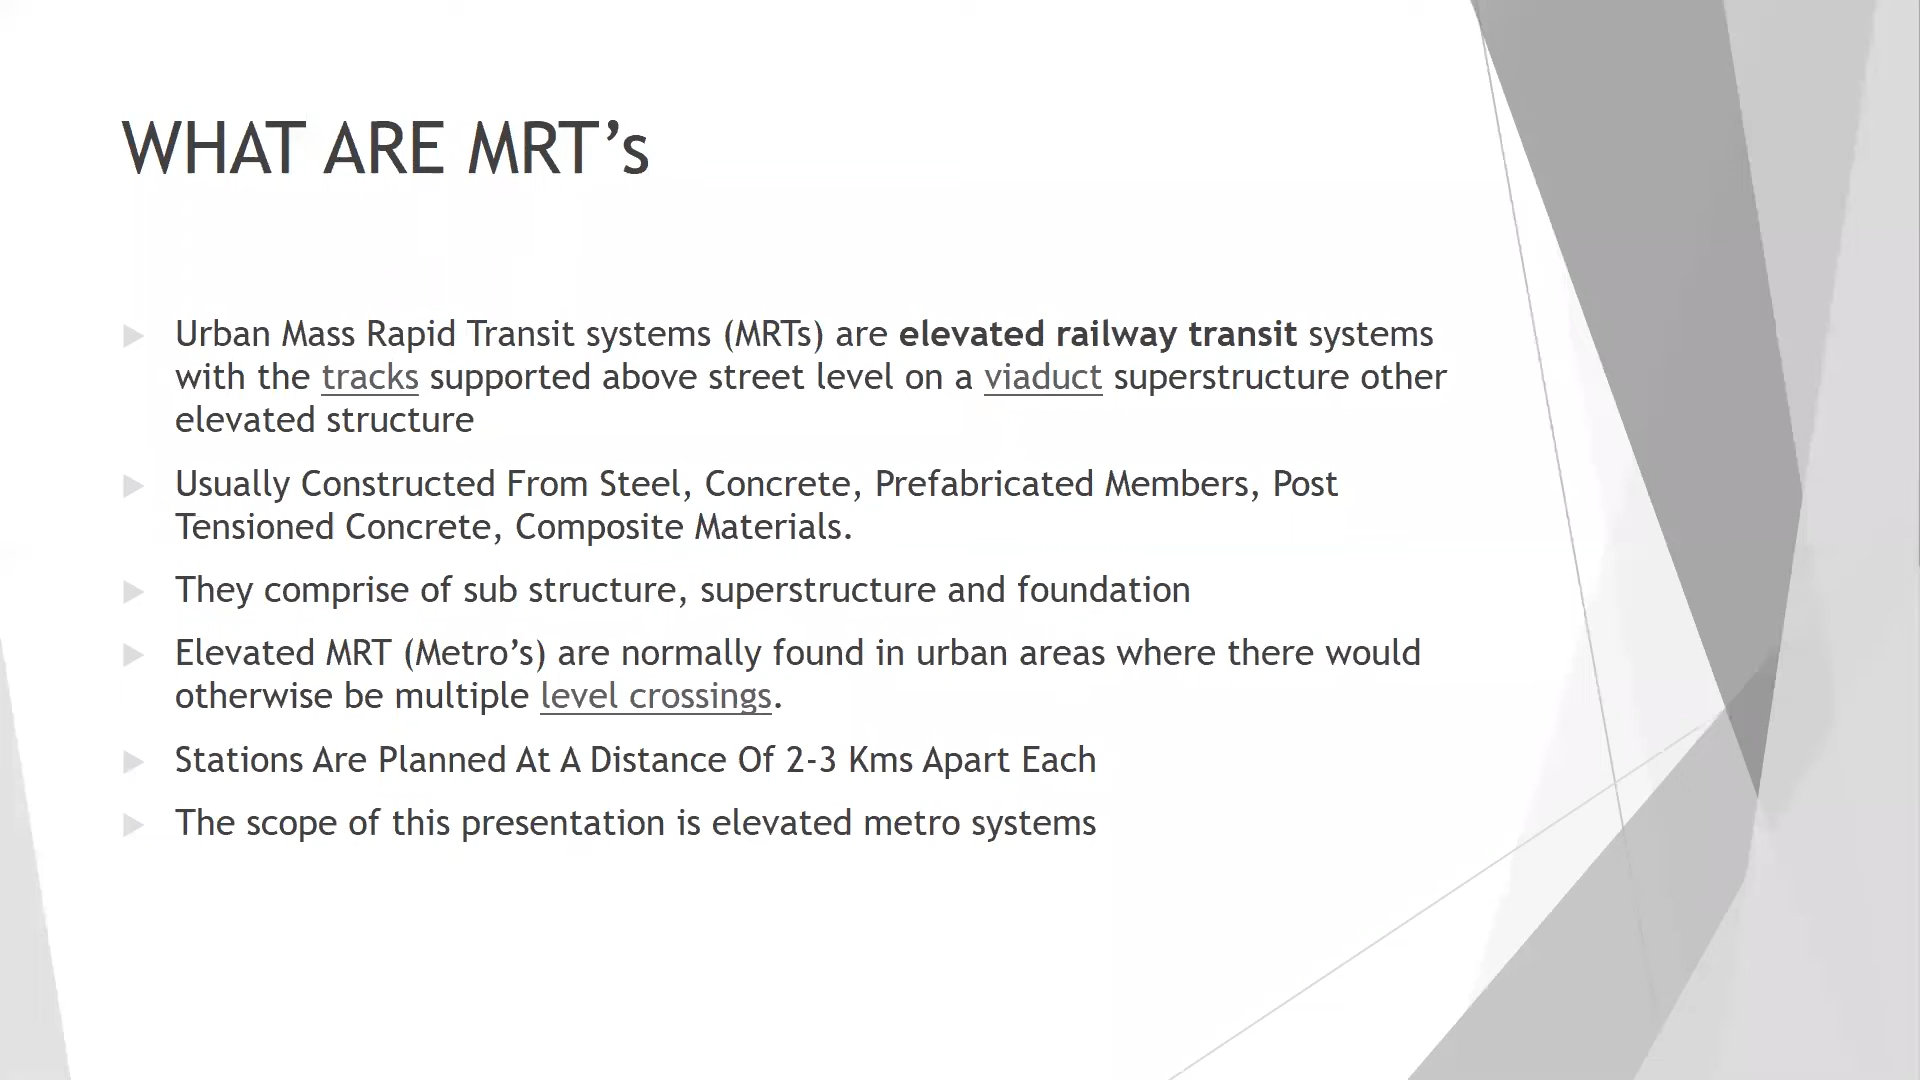 WHAT ARE MRT’s
Urban Mass Rapid Transit systems (MRTs) are elevated railway transit systems
with the tracks supported above street level on a viaduct superstructure other
elevated structure
Usually Constructed From Steel, Concrete, Prefabricated Members, Post
Tensioned Concrete, Composite Materials.
They comprise of sub structure, superstructure and foundation
Elevated MRT (Metro’s) are normally found in urban areas where there would
otherwise be multiple level crossings.
Stations Are Planned At A Distance Of 2-3 Kms Apart Each
The scope of this presentation is elevated metro systems